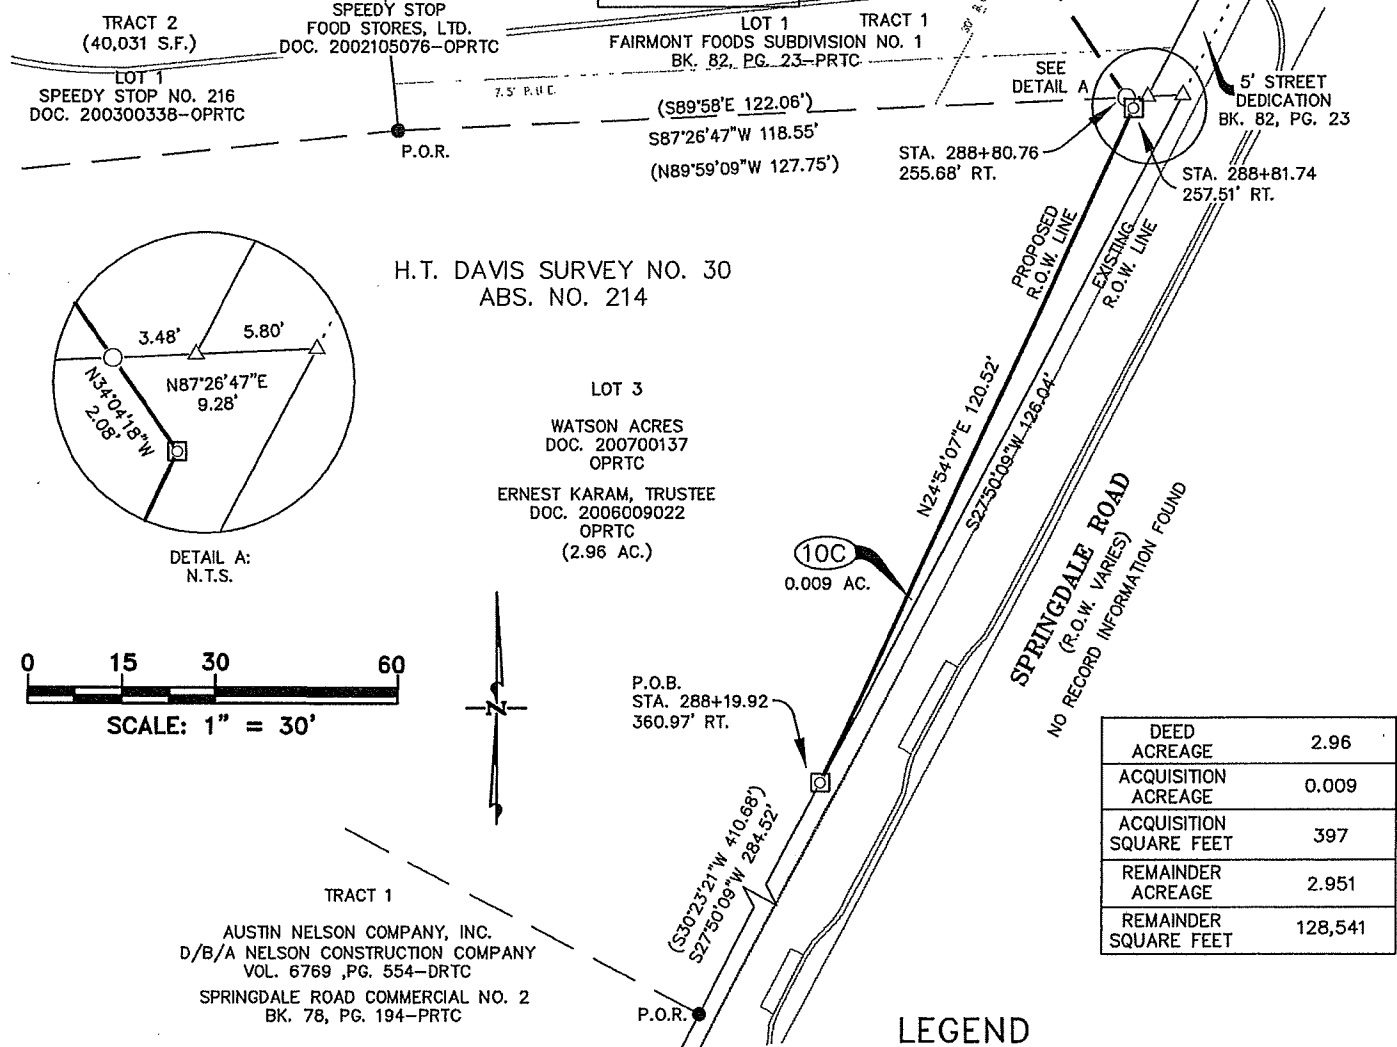 TRACT 2
(40,031 S.F.)
LOT 1
SPEEDY STOP NO. 216
DOC. 200300338-OPRTC
SPEEDY STOP
FOOD STORES, LTD.
DOC. 2002105076-OPRTC
LOT 1 TRACT 1
FAIRMONT FOODS SUBDIVISION NO. 1
BK. 82, PG. 23-PRTC
7.5' P.U.E.
SEE
DETAIL A
5' STREET
DEDICATION
BK. 82, PG. 23
P.O.R.
(S89°58'E 122.06')
S87°26'47"W 118.55'
(N89°59'09"W 127.75')
STA. 288+80.76
255.68' RT.
STA. 288+81.74
257.51' RT.
PROPOSED
R.O.W. LINE
EXISTING
R.O.W. LINE
H.T. DAVIS SURVEY NO. 30
ABS. NO. 214
3.48'
5.80'
N87°26'47"E
9.28'
N34°04'18"W
2.08'
DETAIL A:
N.T.S.
LOT 3
WATSON ACRES
DOC. 200700137
OPRTC
ERNEST KARAM, TRUSTEE
DOC. 2006009022
OPRTC
(2.96 AC.)
N24°54'07"E 120.52'
S27°50'09"W 126.04'
10C
0.009 AC.
SPRINGDALE ROAD
(R.O.W. VARIES)
NO RECORD INFORMATION FOUND
0 15 30 60
SCALE: 1" = 30'
N
P.O.B.
STA. 288+19.92
360.97' RT.
(S30°23'21"W 410.68')
S27°50'09"W 284.52'
TRACT 1
AUSTIN NELSON COMPANY, INC.
D/B/A NELSON CONSTRUCTION COMPANY
VOL. 6769 ,PG. 554-DRTC
SPRINGDALE ROAD COMMERCIAL NO. 2
BK. 78, PG. 194-PRTC
P.O.R.
DEED
ACREAGE 2.96
ACQUISITION
ACREAGE 0.009
ACQUISITION
SQUARE FEET 397
REMAINDER
ACREAGE 2.951
REMAINDER
SQUARE FEET 128,541
LEGEND